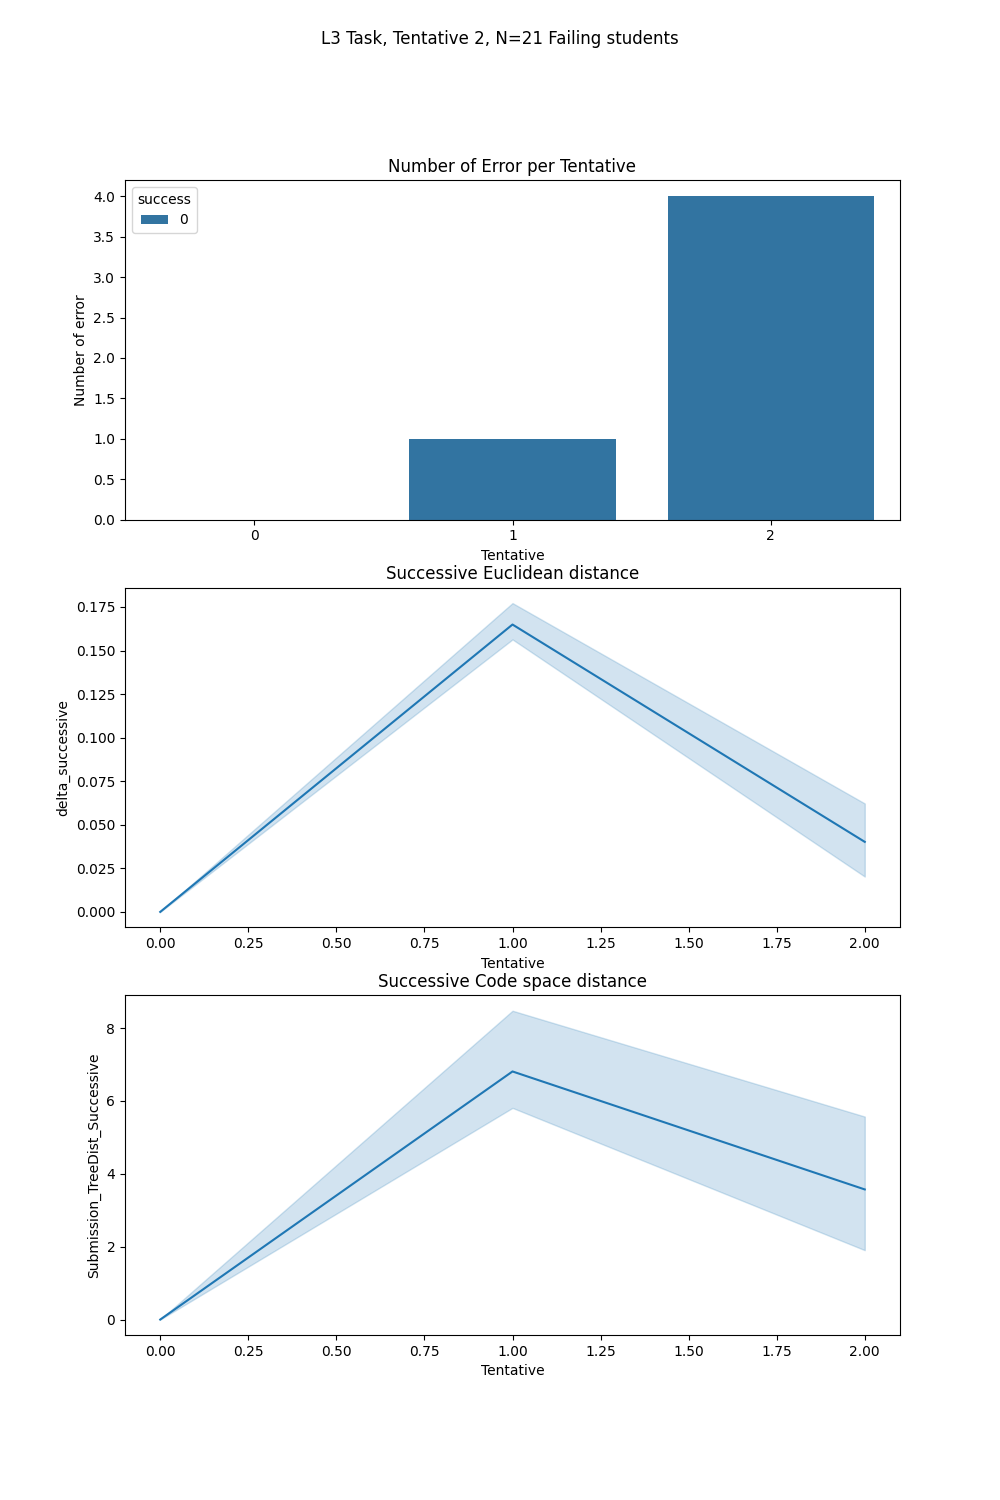 L3 Task, Tentative 2, N=21 Failing students
Number of Error per Tentative
success
0
4.0
3.5
3.0
2.5
2.0
1.5
1.0
0.5
0.0
Number of error
0 1 2
Tentative
Successive Euclidean distance
0.175
0.150
0.125
0.100
0.075
0.050
0.025
0.000
delta_successive
0.00 0.25 0.50 0.75 1.00 1.25 1.50 1.75 2.00
Tentative
Successive Code space distance
8
6
4
2
0
Submission_TreeDist_Successive
0.00 0.25 0.50 0.75 1.00 1.25 1.50 1.75 2.00
Tentative